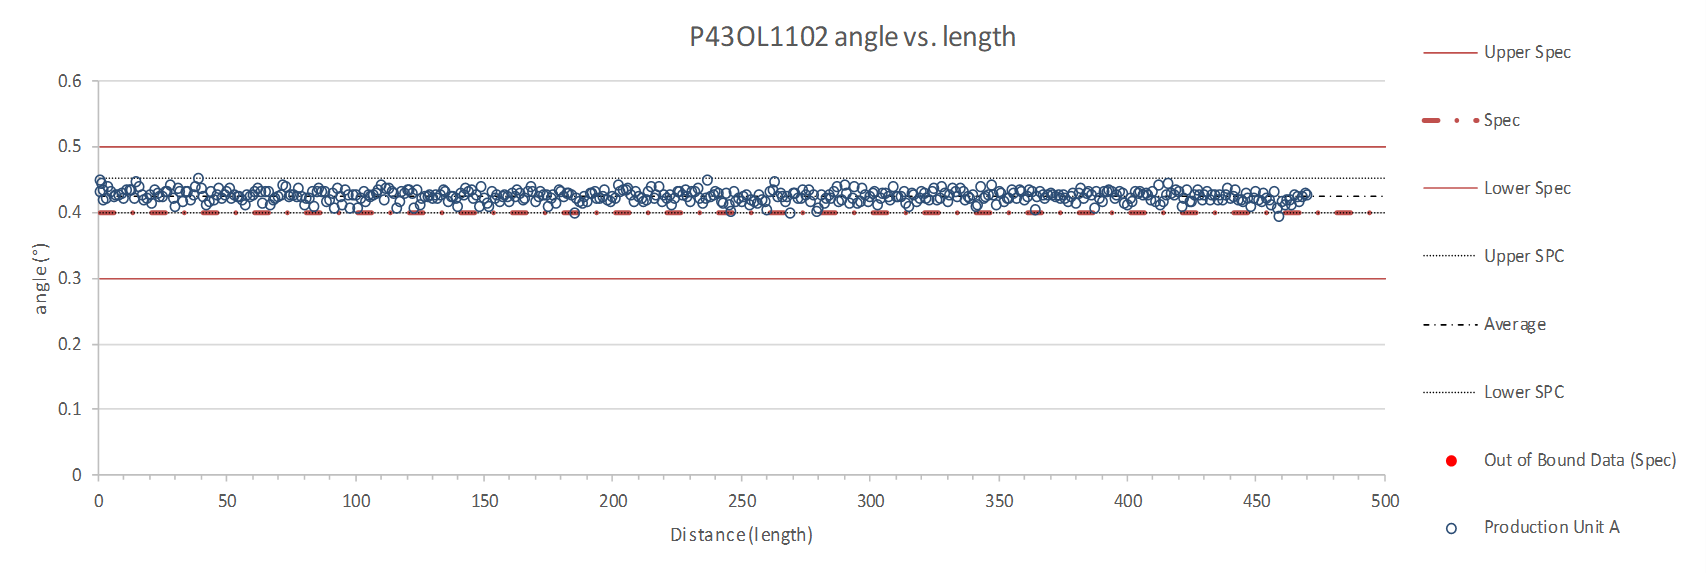 P43OL1102 angle vs. length
0.6
0.5
0.4
0.3
0.2
0.1
0
angle (°)
0 50 100 150 200 250 300 350 400 450 500
Distance (length)
Upper Spec
Spec
Lower Spec
Upper SPC
Average
Lower SPC
Out of Bound Data (Spec)
Production Unit A